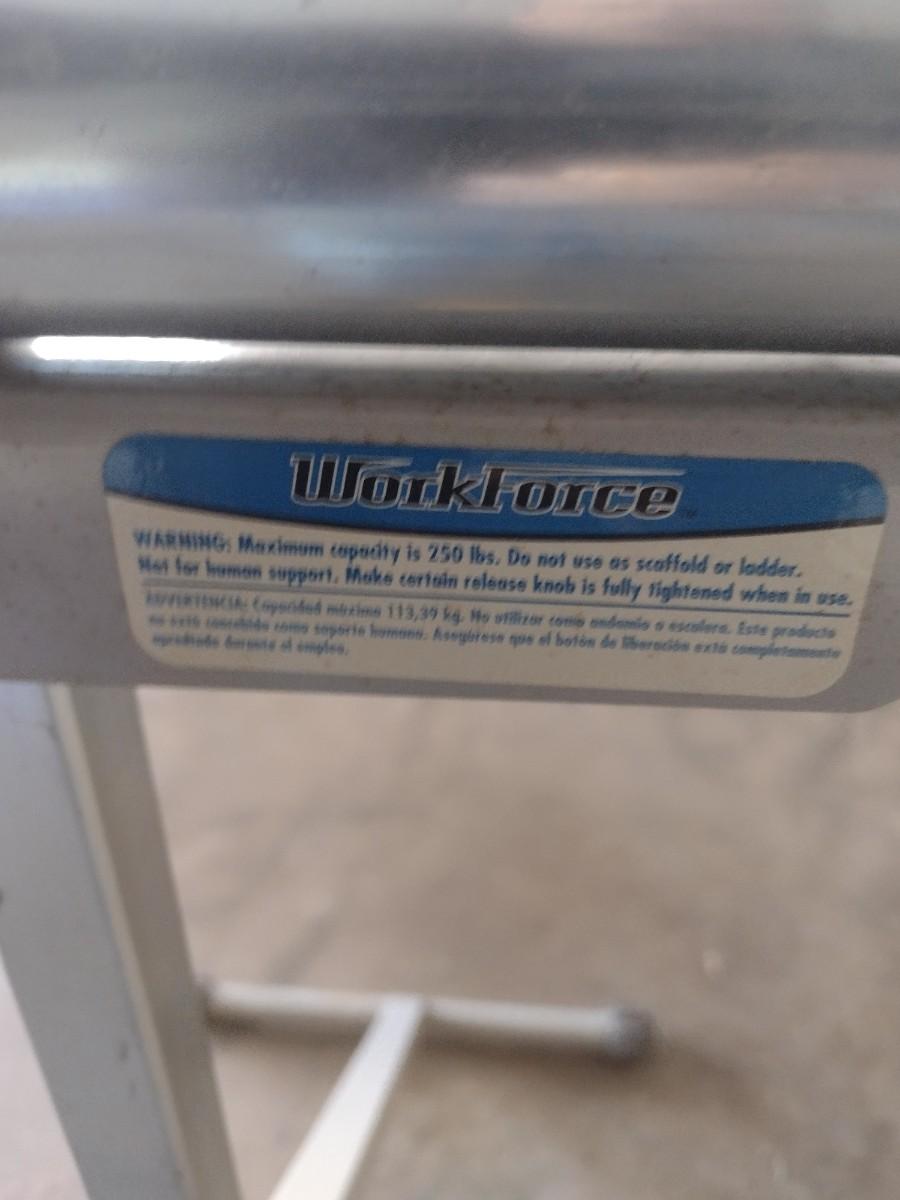 WorkForce™
WARNING: Maximum capacity is 250 lbs. Do not use as scaffold or ladder.
Not for human support. Make certain release knob is fully tightened when in use.
ADVERTENCIA: Capacidad máxima 113,39 kg. No utilizar como andamio o escalera. Este producto
no está concebido como soporte humano. Asegúrese que el botón de liberación está completamente
apretado durante el empleo.